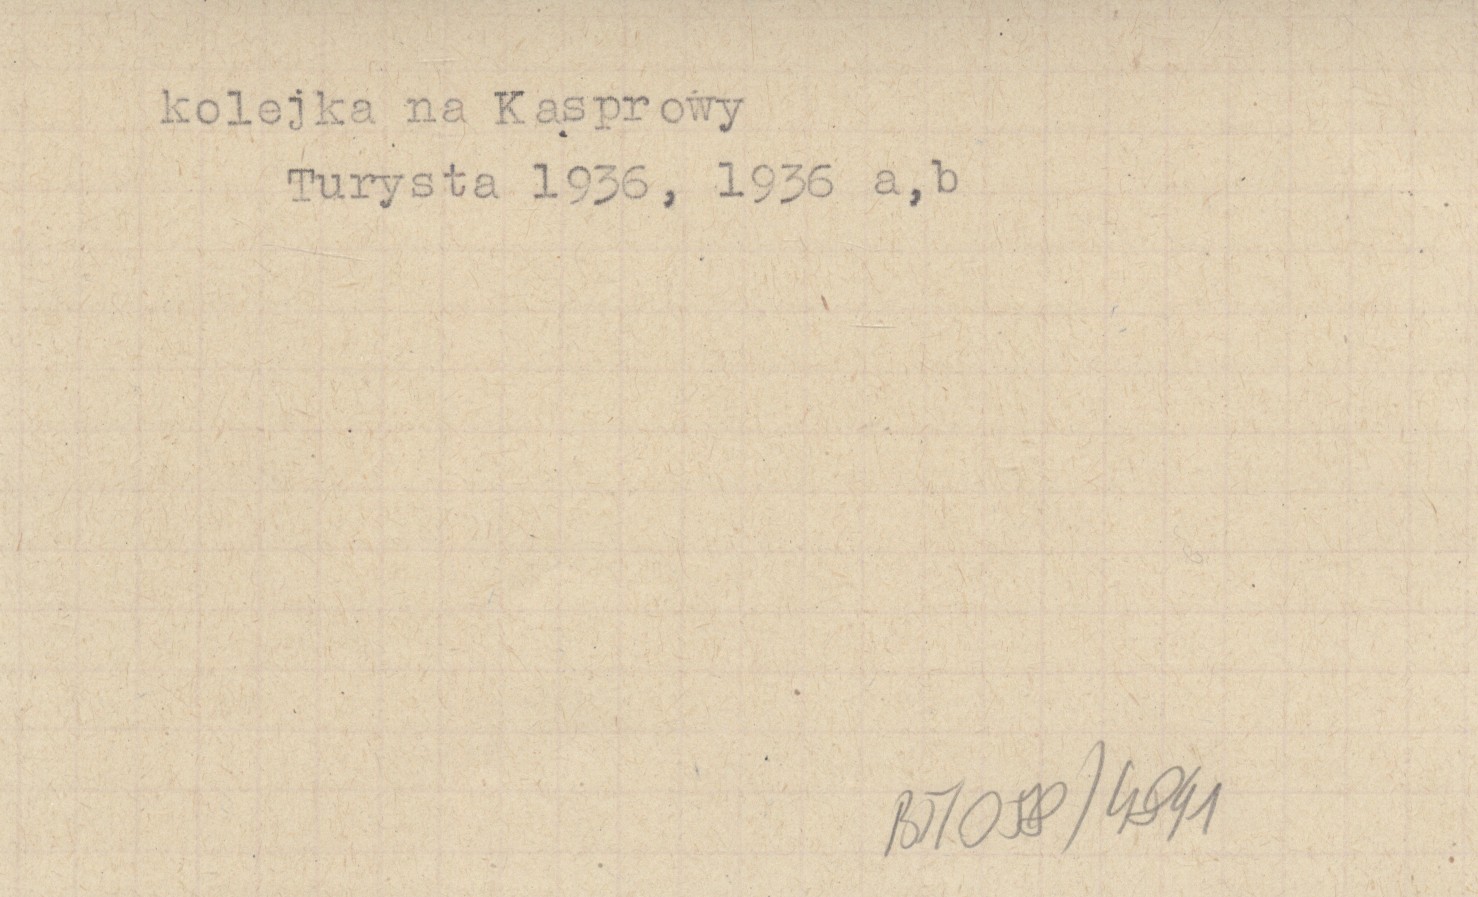 kolejka na Kasprowy
Turysta 1936, 1936 a,b